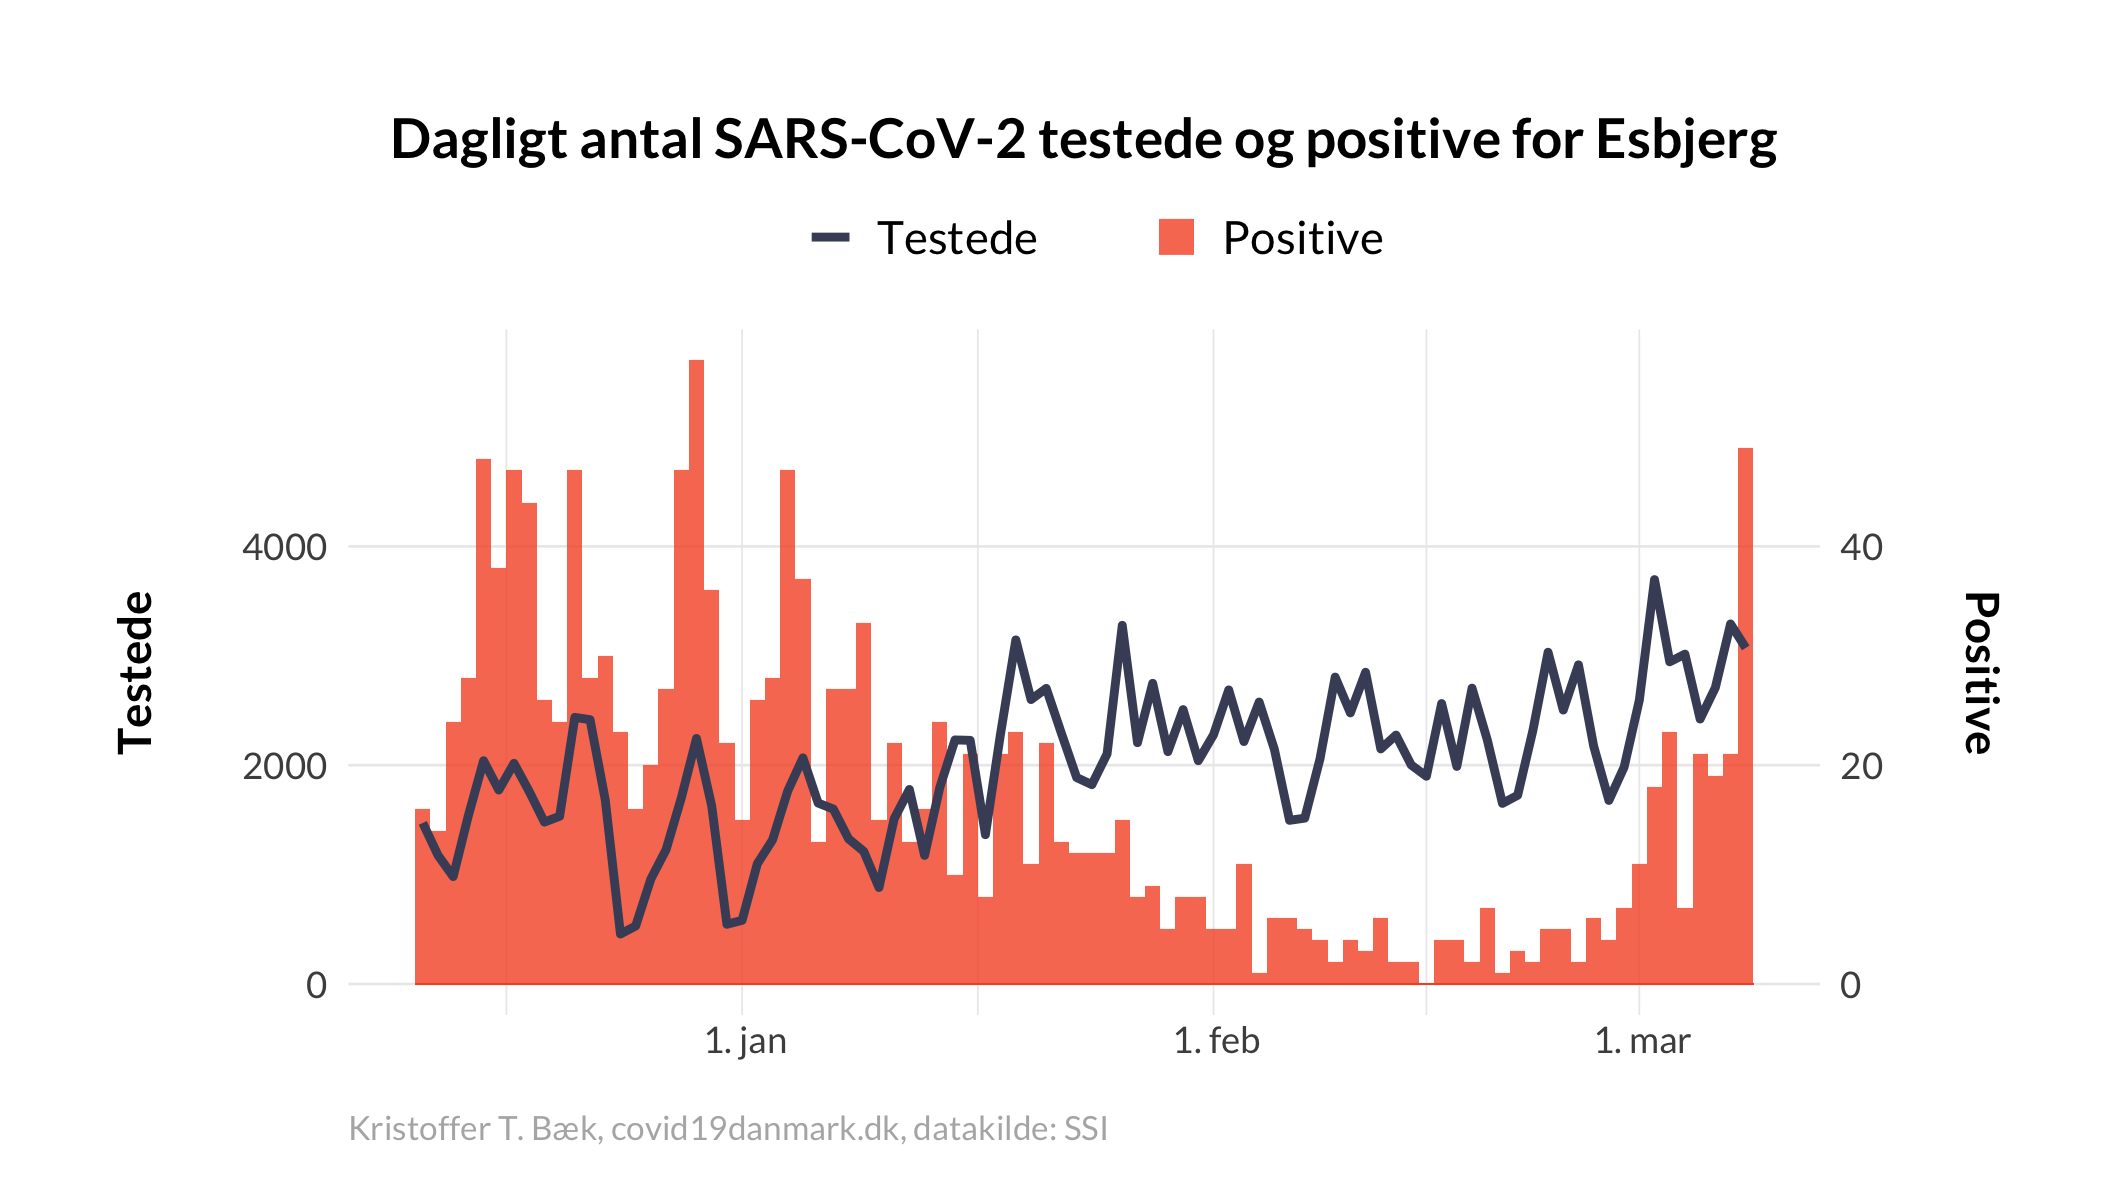 Dagligt antal SARS-CoV-2 testede og positive for Esbjerg
Testede
Positive
4000
2000
0
Testede
40
20
0
Positive
1. jan
1. feb
1. mar
Kristoffer T. Bæk, covid19danmark.dk, datakilde: SSI